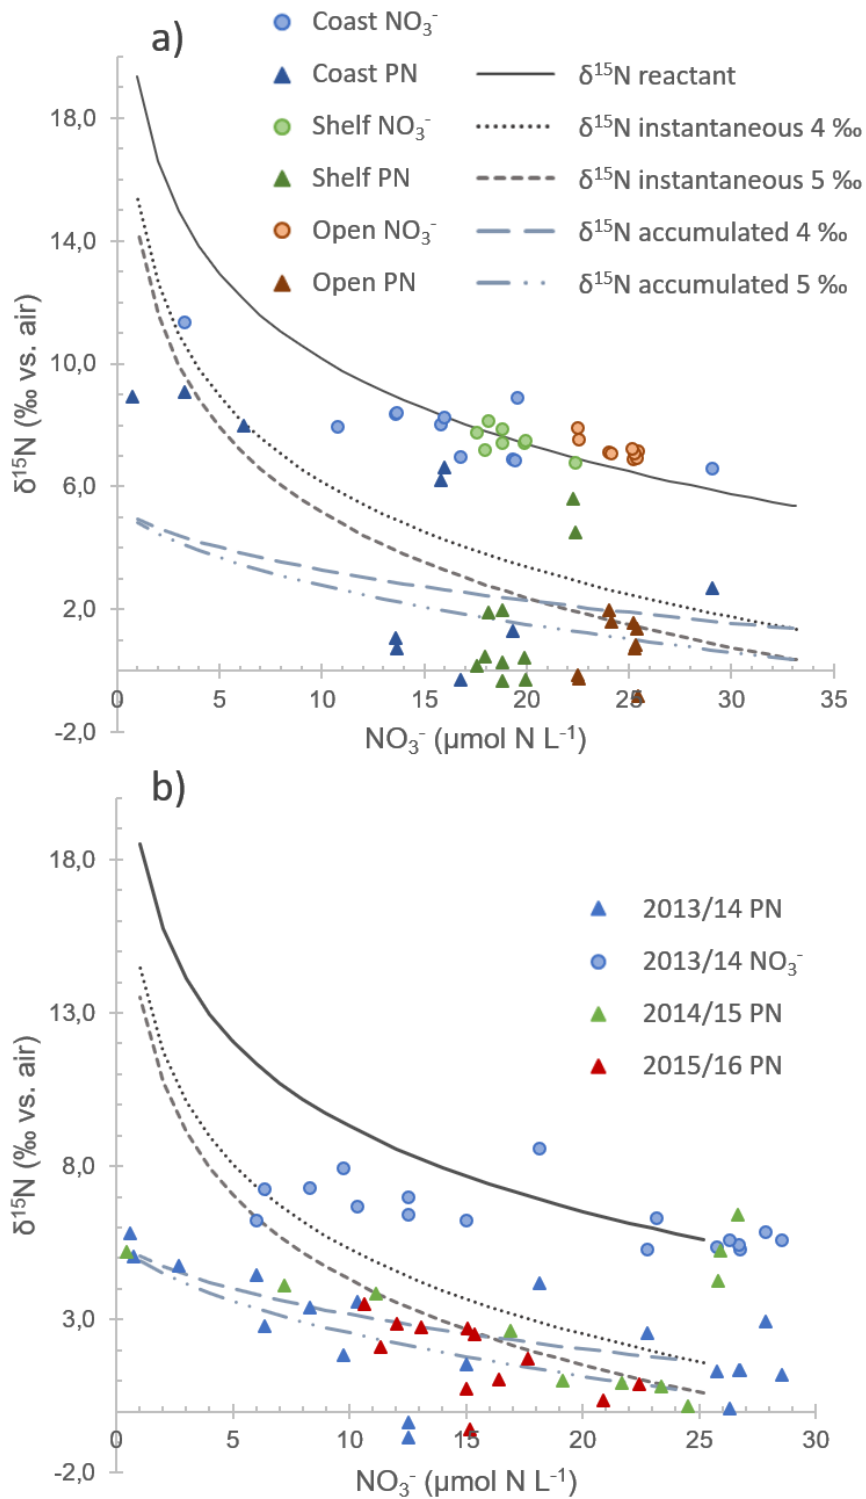 a)
Coast NO₃⁻
Coast PN
Shelf NO₃⁻
Shelf PN
Open NO₃⁻
Open PN
δ¹⁵N reactant
δ¹⁵N instantaneous 4 ‰
δ¹⁵N instantaneous 5 ‰
δ¹⁵N accumulated 4 ‰
δ¹⁵N accumulated 5 ‰
δ¹⁵N (‰ vs. air)
18,0
14,0
10,0
6,0
2,0
-2,0
0
5
10
15
20
25
30
35
NO₃⁻ (µmol N L⁻¹)
b)
2013/14 PN
2013/14 NO₃⁻
2014/15 PN
2015/16 PN
δ¹⁵N (‰ vs. air)
18,0
13,0
8,0
3,0
-2,0
0
5
10
15
20
25
30
NO₃⁻ (µmol N L⁻¹)